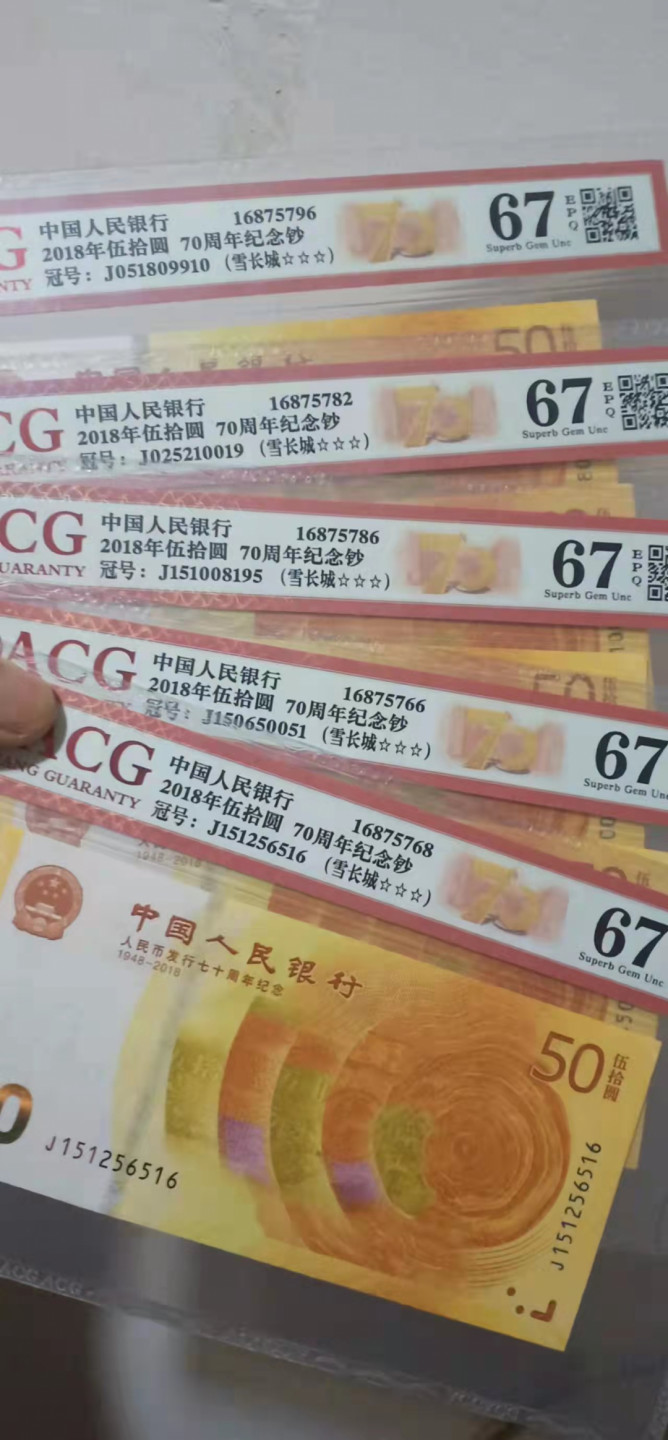 中国人民银行 16875796
2018年伍拾圆 70周年纪念钞
冠号：J051809910 (雪长城☆☆☆)
67
EPQ
Superb Gem Unc
G
NTY
50
CG
中国人民银行 16875782
2018年伍拾圆 70周年纪念钞
冠号：J025210019 (雪长城☆☆☆)
67
EPQ
Superb Gem Unc
CG
UARANTY
中国人民银行 16875786
2018年伍拾圆 70周年纪念钞
冠号：J151008195 (雪长城☆☆☆)
67
EPQ
Superb Gem Unc
ACG
中国人民银行 16875766
2018年伍拾圆 70周年纪念钞
冠号：J150650051 (雪长城☆☆☆)
67
Superb Gem Unc
ACG
NG GUARANTY
中国人民银行 16875768
2018年伍拾圆 70周年纪念钞
冠号：J151256516 (雪长城☆☆☆)
67
Superb Gem Unc
1948-2018
中国人民银行
人民币发行七十周年纪念
1948-2018
50 伍拾圆
0
J151256516
J151256516
ACG ACG